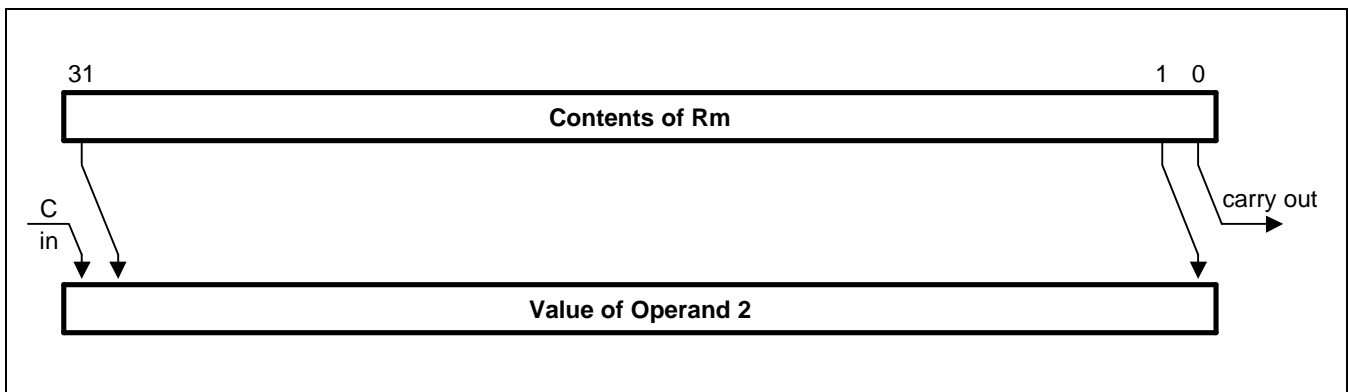 31 1 0
Contents of Rm
C
in
carry out
Value of Operand 2